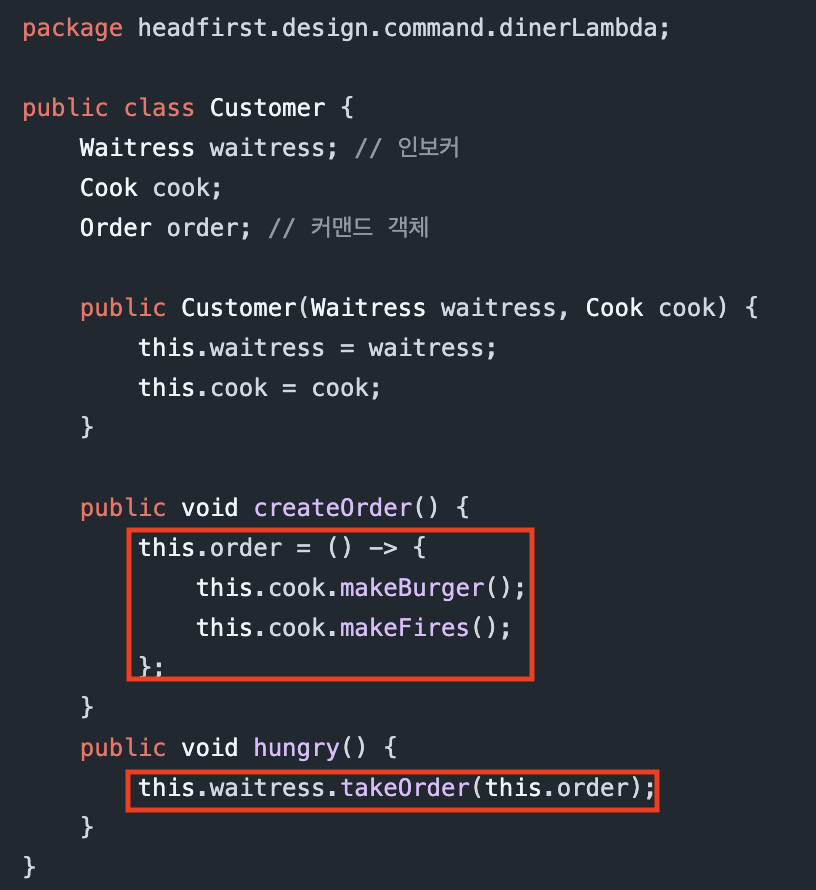 package headfirst.design.command.dinerLambda;
public class Customer {
Waitress waitress; // 인보커
Cook cook;
Order order; // 커맨드 객체
public Customer(Waitress waitress, Cook cook) {
this.waitress = waitress;
this.cook = cook;
}
public void createOrder() {
this.order = () -> {
this.cook.makeBurger();
this.cook.makeFires();
};
}
public void hungry() {
this.waitress.takeOrder(this.order);
}
}